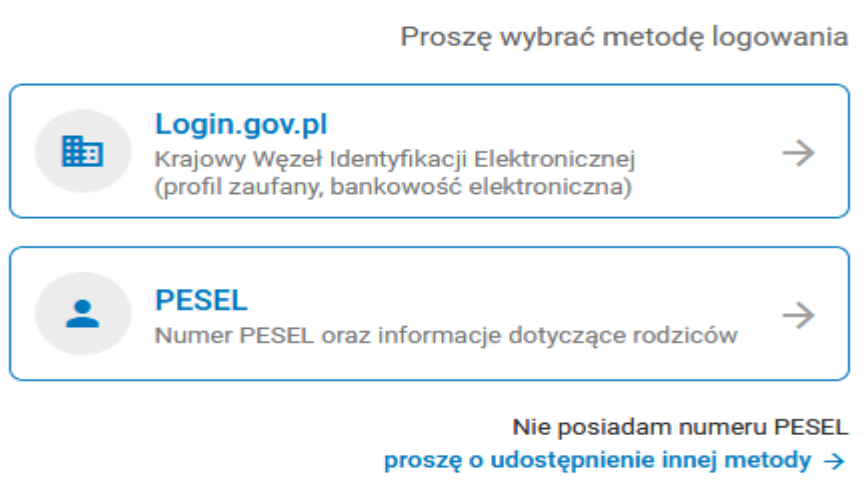 Proszę wybrać metodę logowania
Login.gov.pl
Krajowy Węzeł Identyfikacji Elektronicznej
(profil zaufany, bankowość elektroniczna)
PESEL
Numer PESEL oraz informacje dotyczące rodziców
Nie posiadam numeru PESEL
proszę o udostępnienie innej metody →